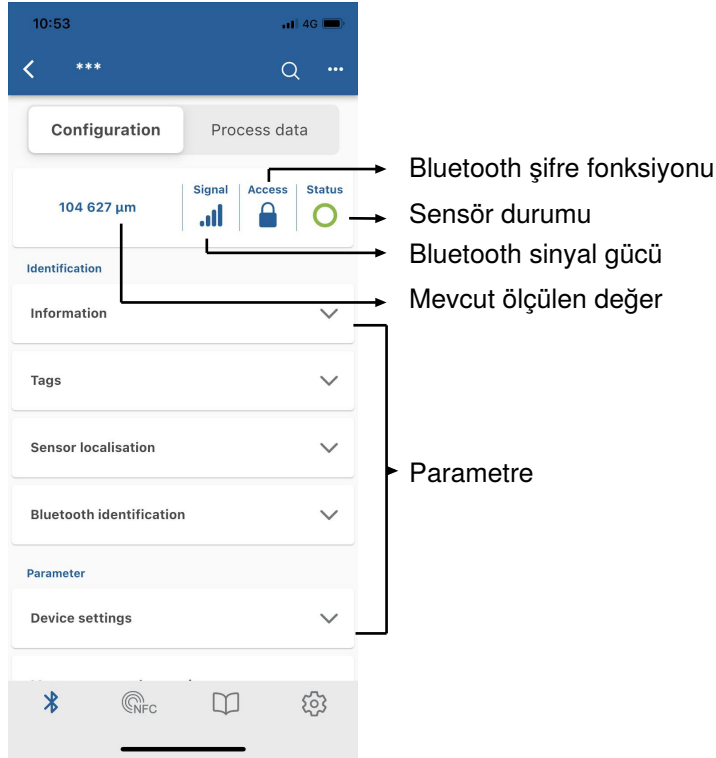 10:53
4G
***
Configuration
Process data
104 627 µm
Signal
Access
Status
Bluetooth şifre fonksiyonu
Sensör durumu
Bluetooth sinyal gücü
Mevcut ölçülen değer
Identification
Information
Tags
Sensor localisation
Bluetooth identification
Parametre
Parameter
Device settings
NFC